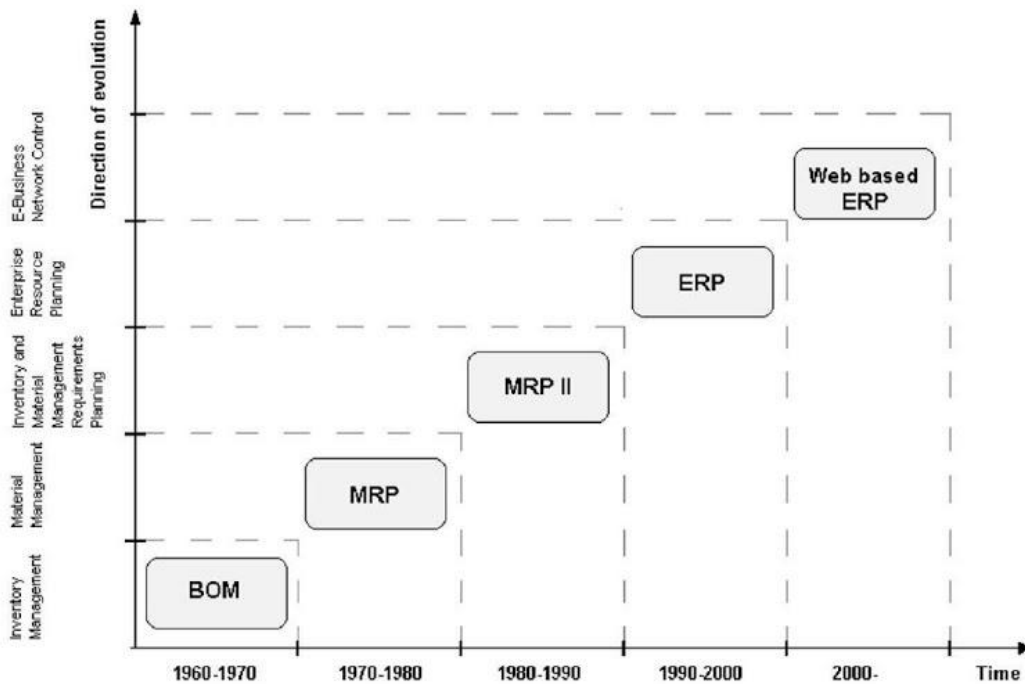 Direction of evolution
E-Business
Network Control
Enterprise
Resource
Planning
Inventory and
Material
Management
Requirements
Planning
Material
Management
Inventory
Management
Web based
ERP
ERP
MRP II
MRP
BOM
1960-1970
1970-1980
1980-1990
1990-2000
2000-
Time